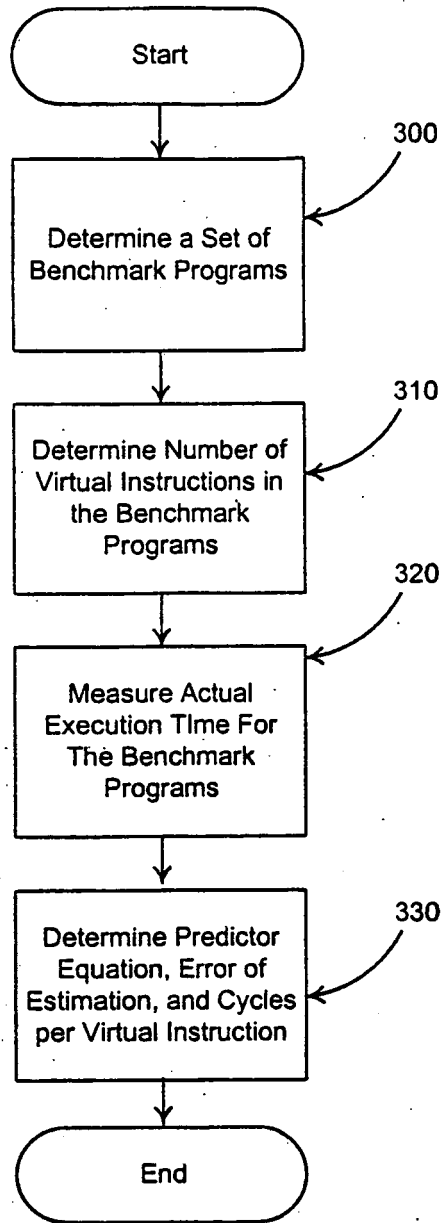 Start
300
Determine a Set of
Benchmark Programs
310
Determine Number of
Virtual Instructions in
the Benchmark
Programs
320
Measure Actual
Execution TIme For
The Benchmark
Programs
330
Determine Predictor
Equation, Error of
Estimation, and Cycles
per Virtual Instruction
End